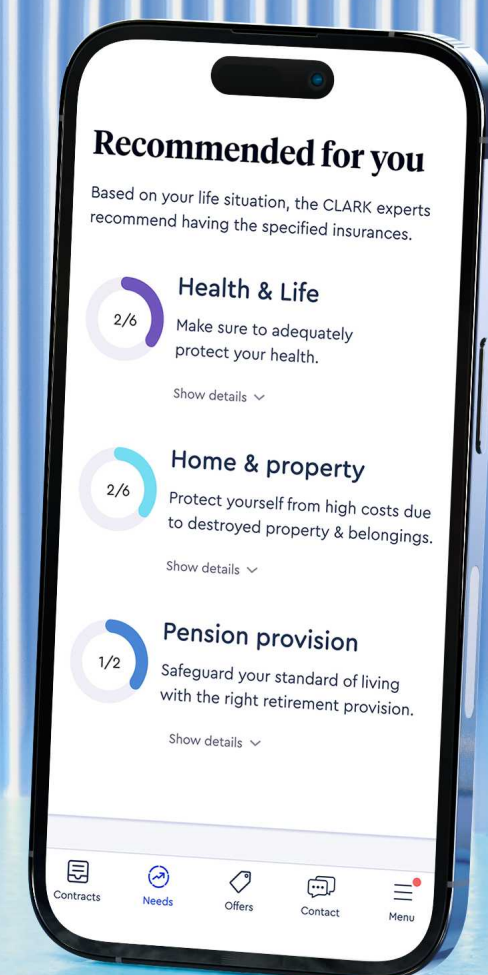 Recommended for you
Based on your life situation, the CLARK experts
recommend having the specified insurances.
2/6
Health & Life
Make sure to adequately
protect your health.
Show details
2/6
Home & property
Protect yourself from high costs due
to destroyed property & belongings.
Show details
1/2
Pension provision
Safeguard your standard of living
with the right retirement provision.
Show details
Contracts
Needs
Offers
Contact
Menu